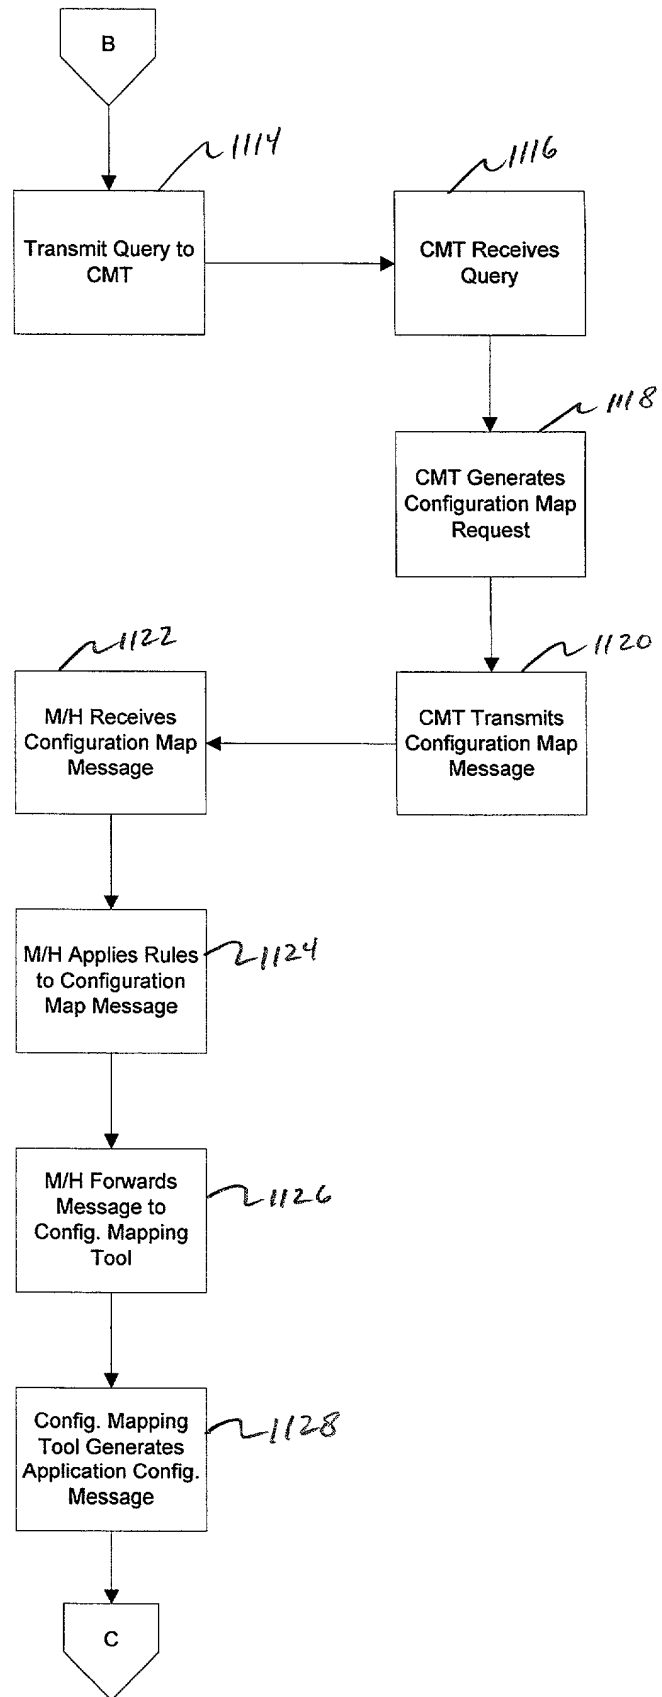 B
1114
Transmit Query to
CMT
1116
CMT Receives
Query
1118
CMT Generates
Configuration Map
Request
1120
CMT Transmits
Configuration Map
Message
1122
M/H Receives
Configuration Map
Message
1124
M/H Applies Rules
to Configuration
Map Message
1126
M/H Forwards
Message to
Config. Mapping
Tool
1128
Config. Mapping
Tool Generates
Application Config.
Message
C